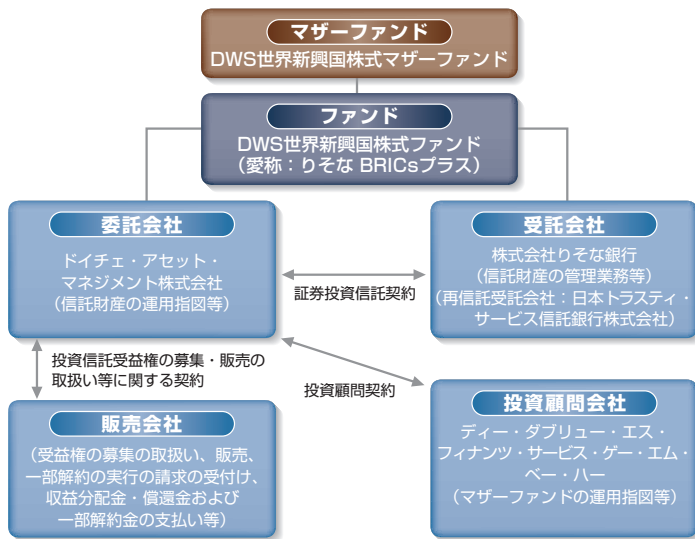 マザーファンド
DWS世界新興国株式マザーファンド
ファンド
DWS世界新興国株式ファンド
（愛称：りそな BRICsプラス）
委託会社
ドイチェ・アセット・
マネジメント株式会社
（信託財産の運用指図等）
証券投資信託契約
受託会社
株式会社りそな銀行
（信託財産の管理業務等）
（再信託受託会社：日本トラスティ・
サービス信託銀行株式会社）
投資信託受益権の募集・販売の
取扱い等に関する契約
投資顧問契約
販売会社
（受益権の募集の取扱い、販売、
一部解約の実行の請求の受付け、
収益分配金・償還金および
一部解約金の支払い等）
投資顧問会社
ディー・ダブリュー・エス・
フィナンツ・サービス・ゲー・エム・
ベー・ハー
（マザーファンドの運用指図等）